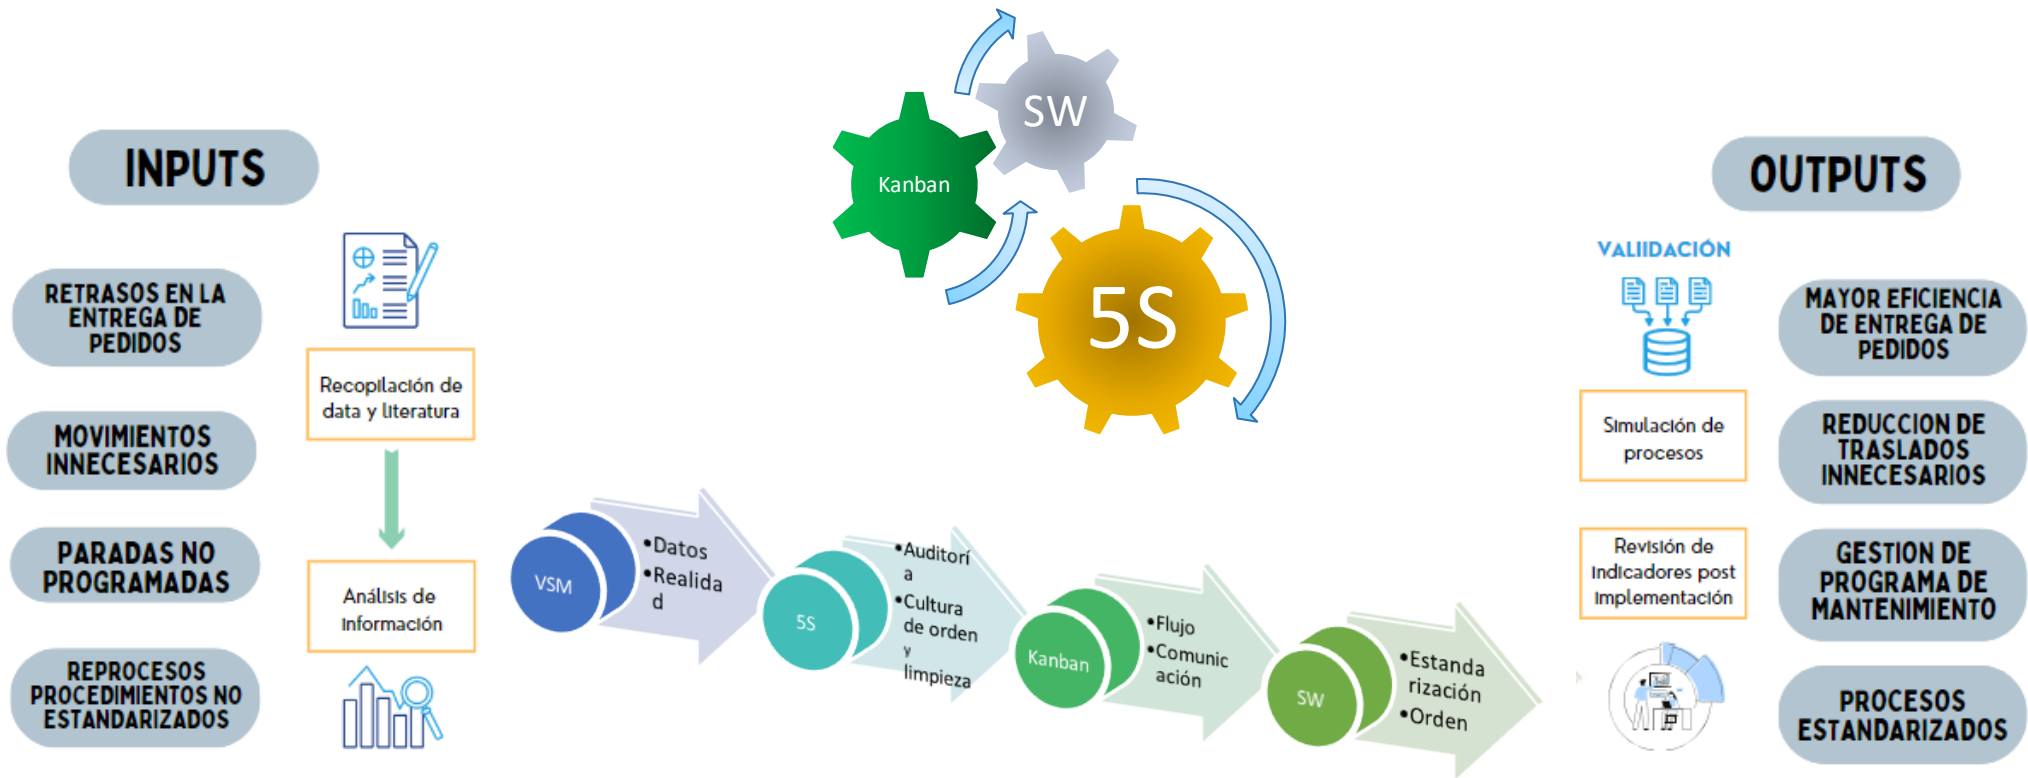 INPUTS
RETRASOS EN LA
ENTREGA DE
PEDIDOS
MOVIMIENTOS
INNECESARIOS
PARADAS NO
PROGRAMADAS
REPROCESOS
PROCEDIMIENTOS NO
ESTANDARIZADOS
Recopilación de
data y literatura
Análisis de
información
SW
Kanban
5S
VSM
•Datos
•Realida
d
5S
•Auditorí
a
•Cultura
de orden
y
limpieza
Kanban
•Flujo
•Comunic
ación
SW
•Estanda
rización
•Orden
OUTPUTS
VALIIDACIÓN
Simulación de
procesos
Revisión de
indicadores post
implementación
MAYOR EFICIENCIA
DE ENTREGA DE
PEDIDOS
REDUCCION DE
TRASLADOS
INNECESARIOS
GESTION DE
PROGRAMA DE
MANTENIMIENTO
PROCESOS
ESTANDARIZADOS